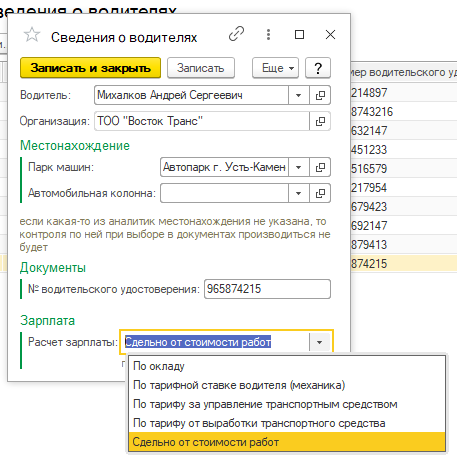 ведения о водителях
Сведения о водителях
Записать и закрыть
Записать
Еще
?
Водитель:
Михалков Андрей Сергеевич
Организация:
ТОО "Восток Транс"
Местонахождение
Парк машин:
Автопарк г. Усть-Камен
Автомобильная колонна:
если какая-то из аналитик местонахождения не указана, то
контроля по ней при выборе в документах производиться не
будет
Документы
№ водительского удостоверения:
965874215
Зарплата
Расчет зарплаты:
Сдельно от стоимости работ
По окладу
По тарифной ставке водителя (механика)
По тарифу за управление транспортным средством
По тарифу от выработки транспортного средства
Сдельно от стоимости работ
мер водительского удо
214897
8743216
632147
451233
516579
217954
679423
692147
879413
874215